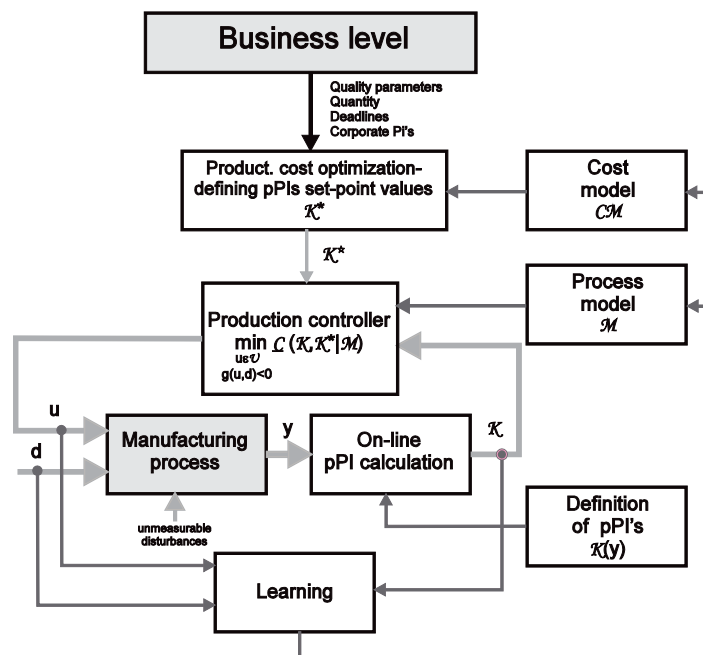 Business level
Quality parameters
Quantity
Deadlines
Corporate PI's
Product. cost optimization-
defining pPIs set-point values
𝒦*
Cost
model
𝒞ℳ
𝒦*
Process
model
ℳ
Production controller
min C (𝒦,𝒦*|ℳ)
uε𝒰
g(u,d)<0
u
d
Manufacturing
process
y
On-line
pPI calculation
𝒦
unmeasurable
disturbances
Definition
of pPI's
𝒦(y)
Learning